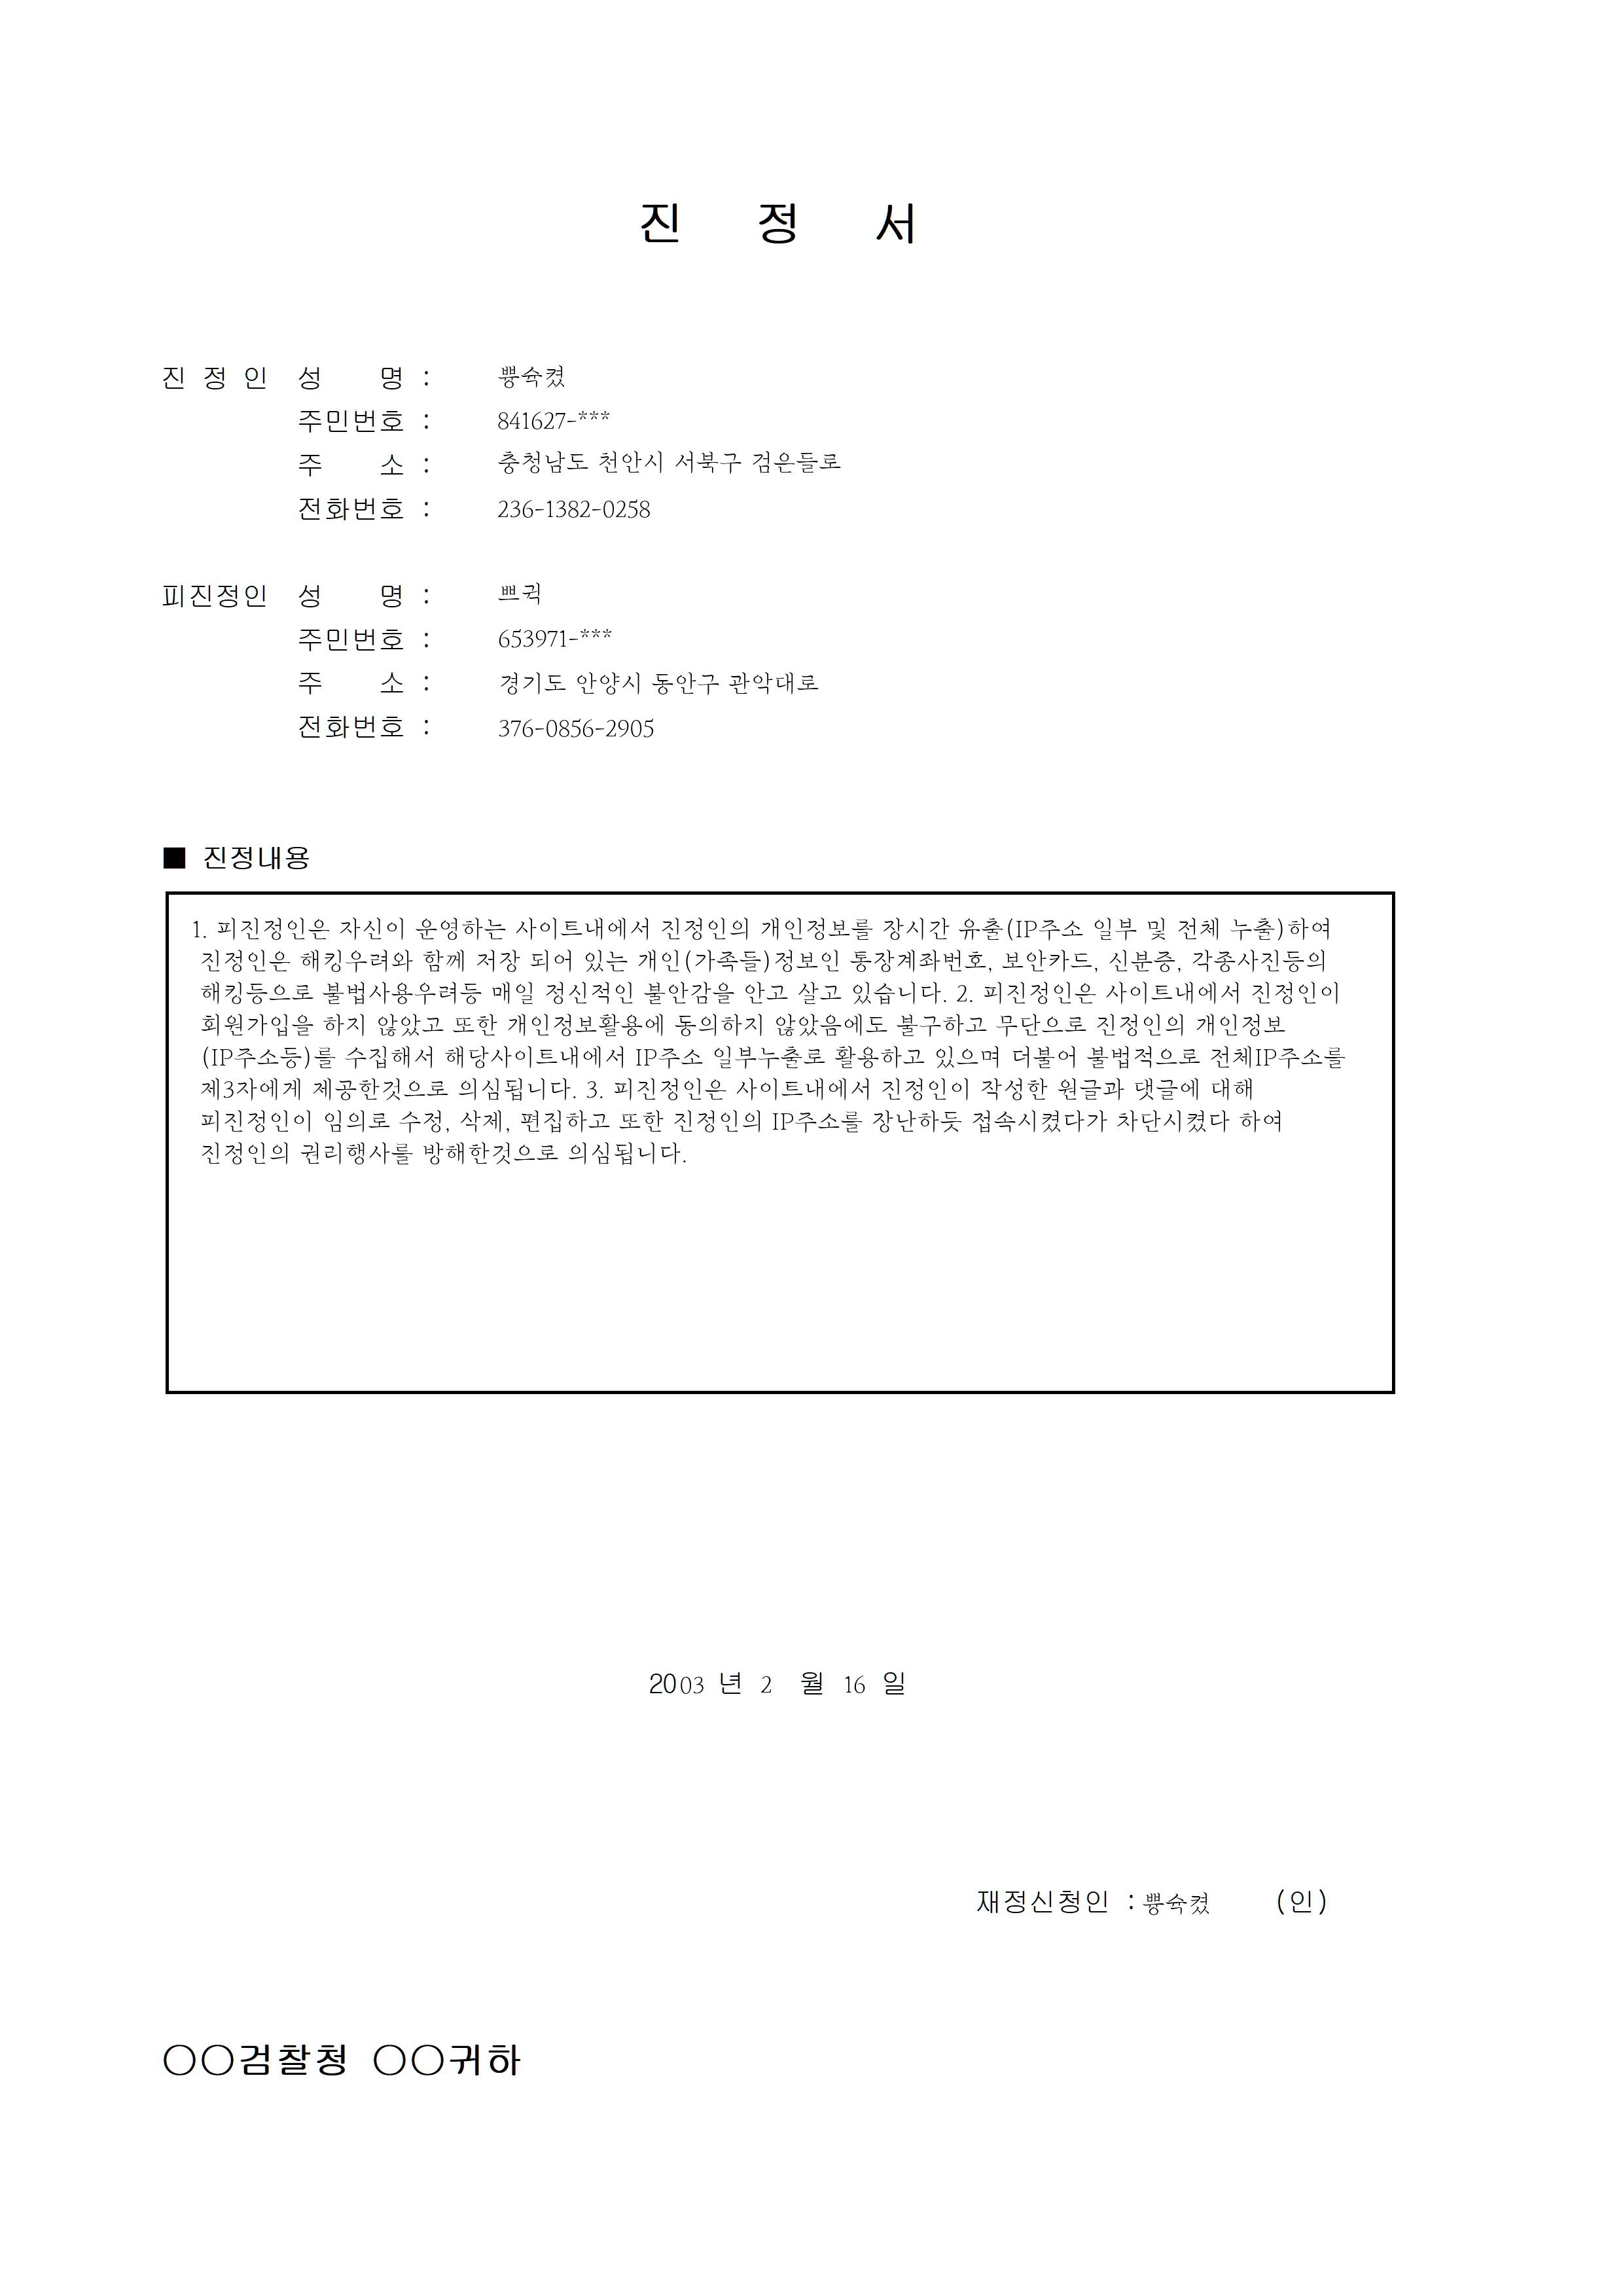 진 정 서
진 정 인 성 명 : 쁑슉켰
주민번호 : 841627-***
주 소 : 충청남도 천안시 서북구 검은들로
전화번호 : 236-1382-0258
피진정인 성 명 : 쁘귁
주민번호 : 653971-***
주 소 : 경기도 안양시 동안구 관악대로
전화번호 : 376-0856-2905
■ 진정내용
1. 피진정인은 자신이 운영하는 사이트내에서 진정인의 개인정보를 장시간 유출(IP주소 일부 및 전체 누출)하여
진정인은 해킹우려와 함께 저장 되어 있는 개인(가족들)정보인 통장계좌번호, 보안카드, 신분증, 각종사진등의
해킹등으로 불법사용우려등 매일 정신적인 불안감을 안고 살고 있습니다. 2. 피진정인은 사이트내에서 진정인이
회원가입을 하지 않았고 또한 개인정보활용에 동의하지 않았음에도 불구하고 무단으로 진정인의 개인정보
(IP주소등)를 수집해서 해당사이트내에서 IP주소 일부누출로 활용하고 있으며 더불어 불법적으로 전체IP주소를
제3자에게 제공한것으로 의심됩니다. 3. 피진정인은 사이트내에서 진정인이 작성한 원글과 댓글에 대해
피진정인이 임의로 수정, 삭제, 편집하고 또한 진정인의 IP주소를 장난하듯 접속시켰다가 차단시켰다 하여
진정인의 권리행사를 방해한것으로 의심됩니다.
2003 년 2 월 16 일
재정신청인 : 쁑슉켰 (인)
○○검찰청 ○○귀하